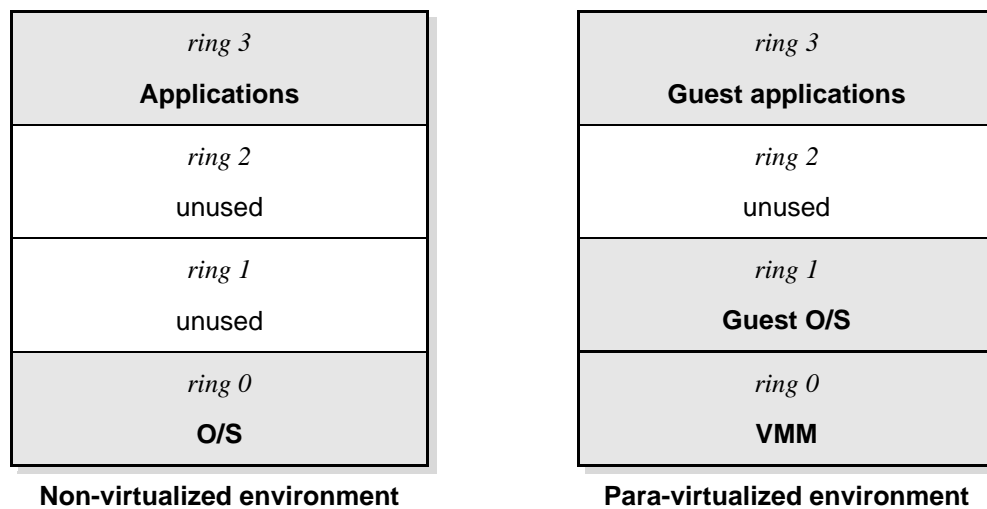 ring 3
Applications
ring 2
unused
ring 1
unused
ring 0
O/S
Non-virtualized environment
ring 3
Guest applications
ring 2
unused
ring 1
Guest O/S
ring 0
VMM
Para-virtualized environment